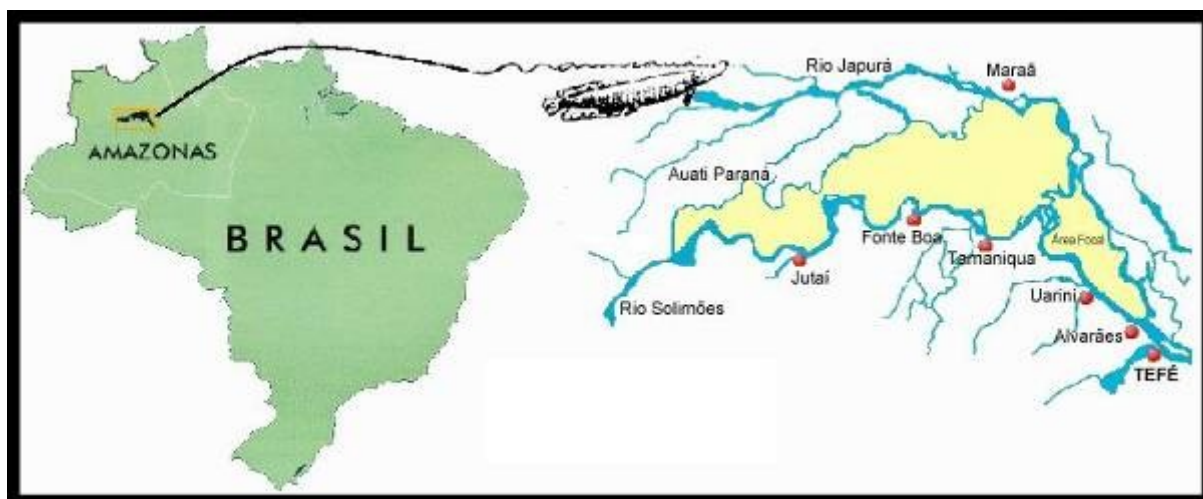 AMAZONAS
BRASIL
Rio Japurá
Maraã
Auati Paraná
Fonte Boa
Área Focal
Tamaniqua
Jutaí
Uarini
Rio Solimões
Alvarães
TEFÉ